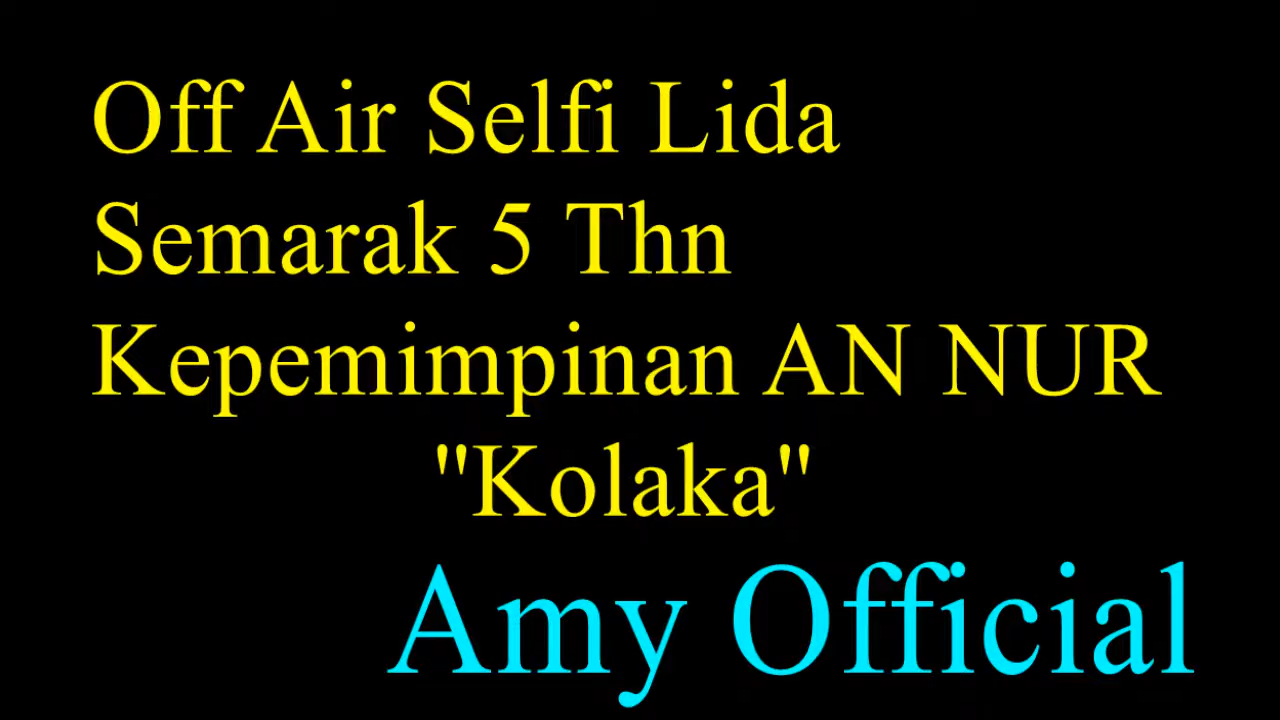 Off Air Selfi Lida
Semarak 5 Thn
Kepemimpinan AN NUR
"Kolaka"
Amy Official